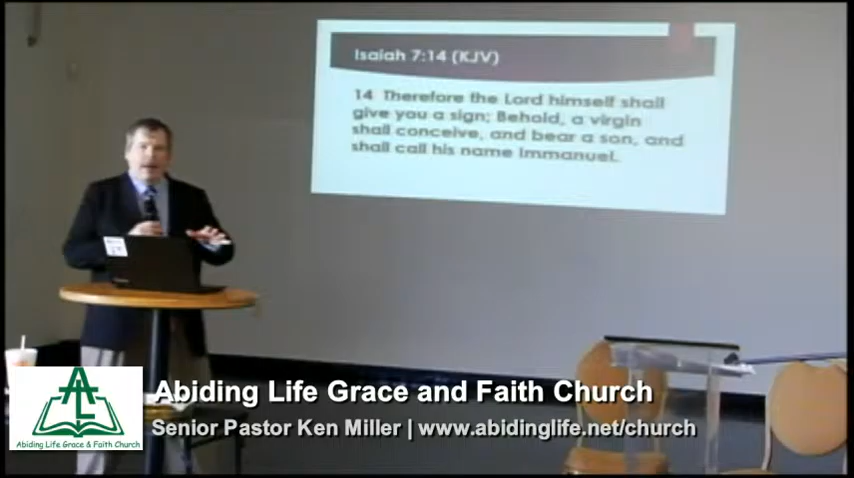 Isaiah 7:14 (KJV)
14 Therefore the Lord himself shall
give you a sign; Behold, a virgin
shall conceive, and bear a son, and
shall call his name Immanuel.
Abiding Life Grace and Faith Church
Senior Pastor Ken Miller | www.abidinglife.net/church
AL
Abiding Life Grace & Faith Church